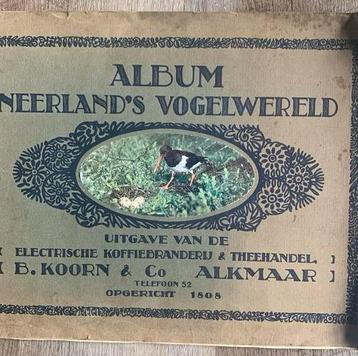 ALBUM
NEERLAND'S VOGELWERELD
UITGAVE VAN DE
ELECTRISCHE KOFFIEBRANDERIJ & THEEHANDEL.
B. KOORN & Co ALKMAAR
TELEFOON 52
OPGERICHT 1808